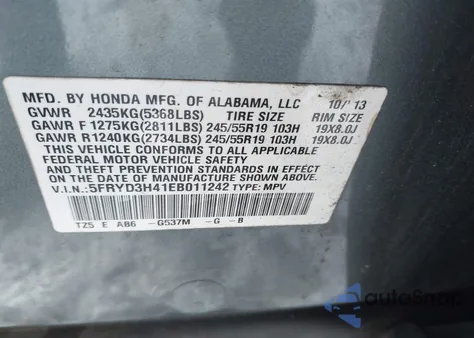 MFD. BY HONDA MFG. OF ALABAMA, LLC 10/'13
GVWR 2435KG(5368LBS) TIRE SIZE RIM SIZE
GAWR F 1275KG(2811LBS) 245/55R19 103H 19X8.0J
GAWR R 1240KG(2734LBS) 245/55R19 103H 19X8.0J
THIS VEHICLE CONFORMS TO ALL APPLICABLE
FEDERAL MOTOR VEHICLE SAFETY AND THEFT
PREVENTION STANDARDS IN EFFECT ON THE
DATE OF MANUFACTURE SHOWN ABOVE.
V.I.N.: 5FRYD3H41EB011242 TYPE: MPV
TZ5 E AB6 -G537M -G -B
autoSnap